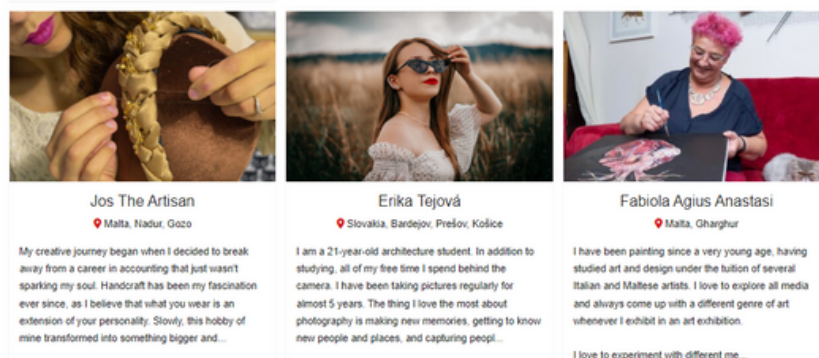 Jos The Artisan
Malta, Nadur, Gozo
My creative journey began when I decided to break
away from a career in accounting that just wasn't
sparking my soul. Handcraft has been my fascination
ever since, as I believe that what you wear is an
extension of your personality. Slowly, this hobby of
mine transformed into something bigger and...
Erika Tejová
Slovakia, Bardejov, Prešov, Košice
I am a 21-year-old architecture student. In addition to
studying, all of my free time I spend behind the
camera. I have been taking pictures regularly for
almost 5 years. The thing I love the most about
photography is making new memories, getting to know
new people and places, and capturing peopl...
Fabiola Agius Anastasi
Malta, Gharghur
I have been painting since a very young age, having
studied art and design under the tuition of several
Italian and Maltese artists. I love to explore all media
and always come up with a different genre of art
whenever I exhibit in an art exhibition.
I love to experiment with different me...